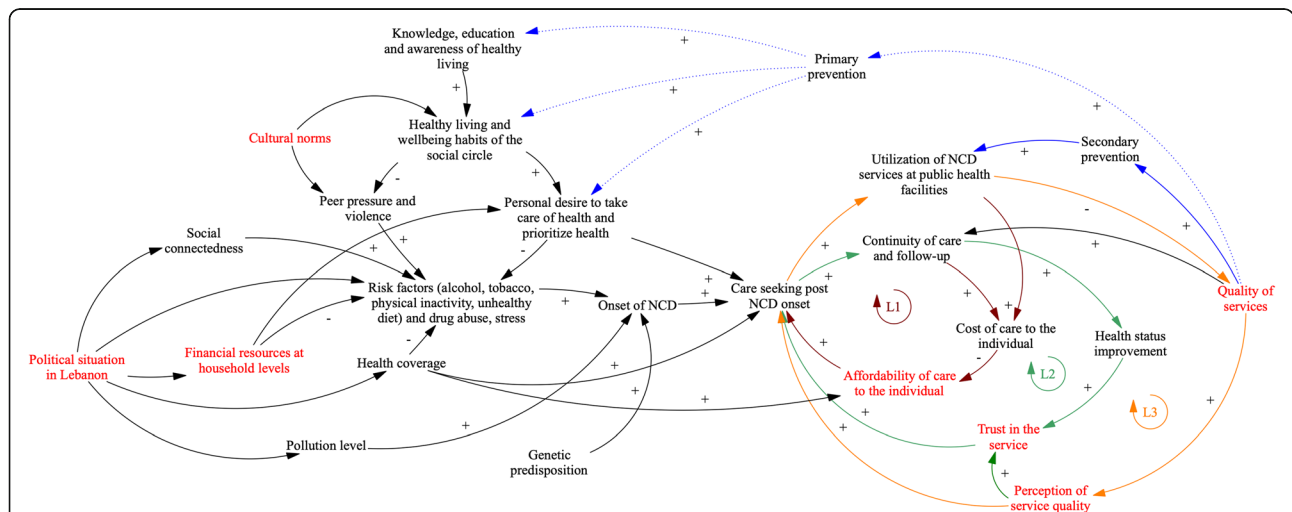 Knowledge, education
and awareness of healthy
living
+
+
Primary
prevention
+
+
+
Cultural norms
Healthy living and
wellbeing habits of the
social circle
-
+
Peer pressure and
violence
Personal desire to take
care of health and
prioritize health
Social
connectedness
+
+
-
Risk factors (alcohol, tobacco,
physical inactivity, unhealthy
diet) and drug abuse, stress
-
-
+
Onset of NCD
+
+
Care seeking post
NCD onset
Political situation
in Lebanon
Financial resources at
household levels
Health coverage
+
+
+
Pollution level
+
Genetic
predisposition
Utilization of NCD
services at public health
facilities
+
Secondary
prevention
+
-
+
+
+
Continuity of care
and follow-up
+
+
+
+
L1
Cost of care to the
individual
-
+
Affordability of care
to the individual
L2
Health status
improvement
+
Quality of
services
L3
+
+
Trust in the
service
+
+
Perception of
service quality